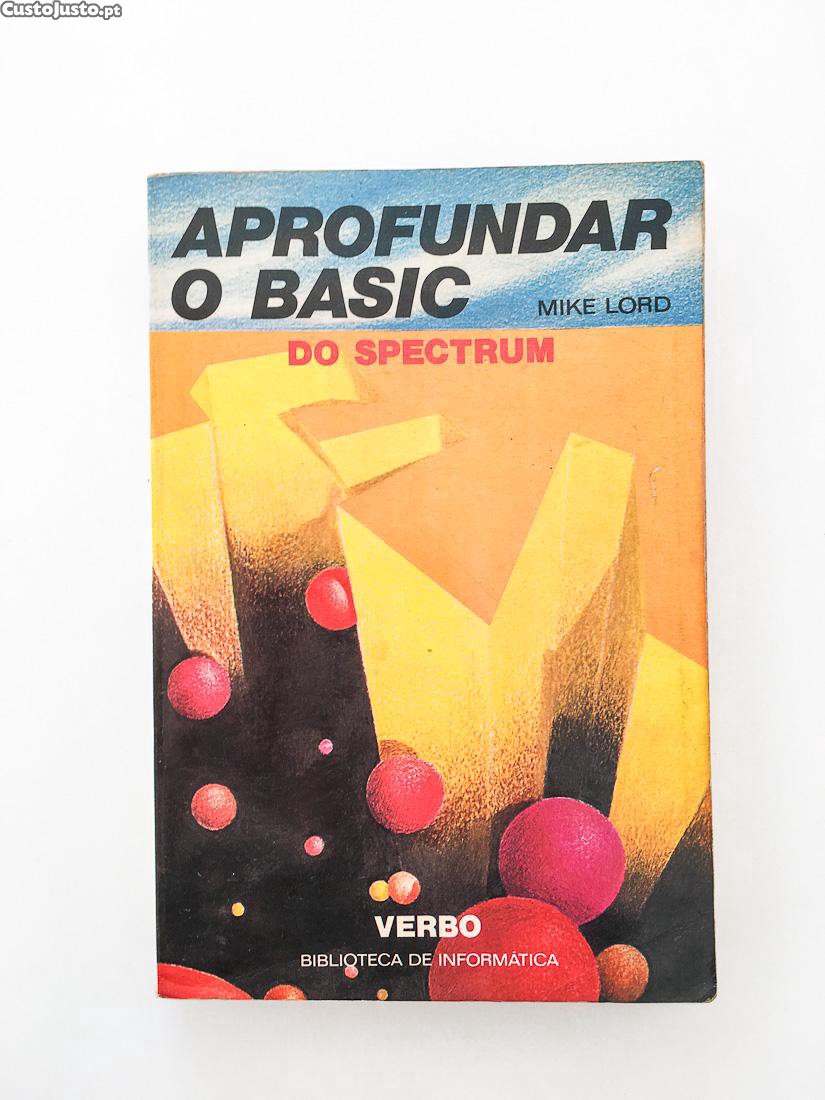 CustoJusto.pt
APROFUNDAR
O BASIC
MIKE LORD
DO SPECTRUM
VERBO
BIBLIOTECA DE INFORMÁTICA